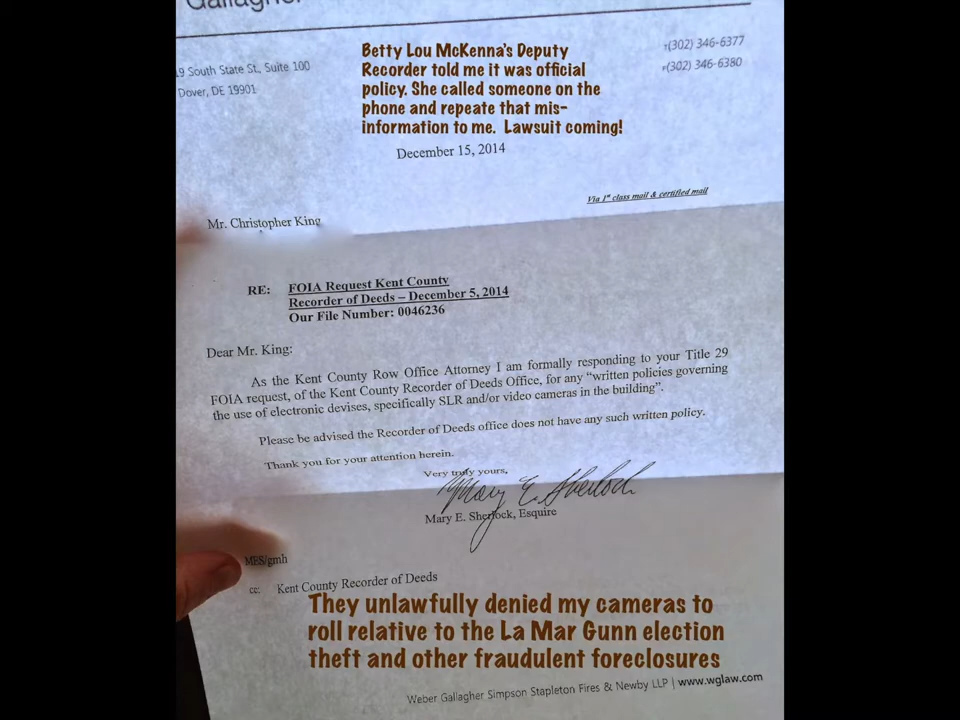 Gallagher
19 South State St., Suite 100
Dover, DE 19901
Betty Lou McKenna's Deputy
Recorder told me it was official
policy. She called someone on the
phone and repeat that mis-
information to me. Lawsuit coming!
T(302) 346-6377
F(302) 346-6380
December 15, 2014
Via 1st class mail & certified mail
Mr. Christopher King
RE: FOIA Request Kent County
Recorder of Deeds – December 5, 2014
Our File Number: 0046236
Dear Mr. King:
As the Kent County Row Office Attorney I am formally responding to your Title 29
FOIA request, of the Kent County Recorder of Deeds Office, for any “written policies governing
the use of electronic devises, specifically SLR and/or video cameras in the building”.
Please be advised the Recorder of Deeds office does not have any such written policy.
Thank you for your attention herein.
Very truly yours,
Mary E. Sherlock
Mary E. Sherlock, Esquire
MES/gmh
cc: Kent County Recorder of Deeds
They unlawfully denied my cameras to
roll relative to the La Mar Gunn election
theft and other fraudulent foreclosures
Weber Gallagher Simpson Stapleton Fires & Newby LLP | www.wglaw.com